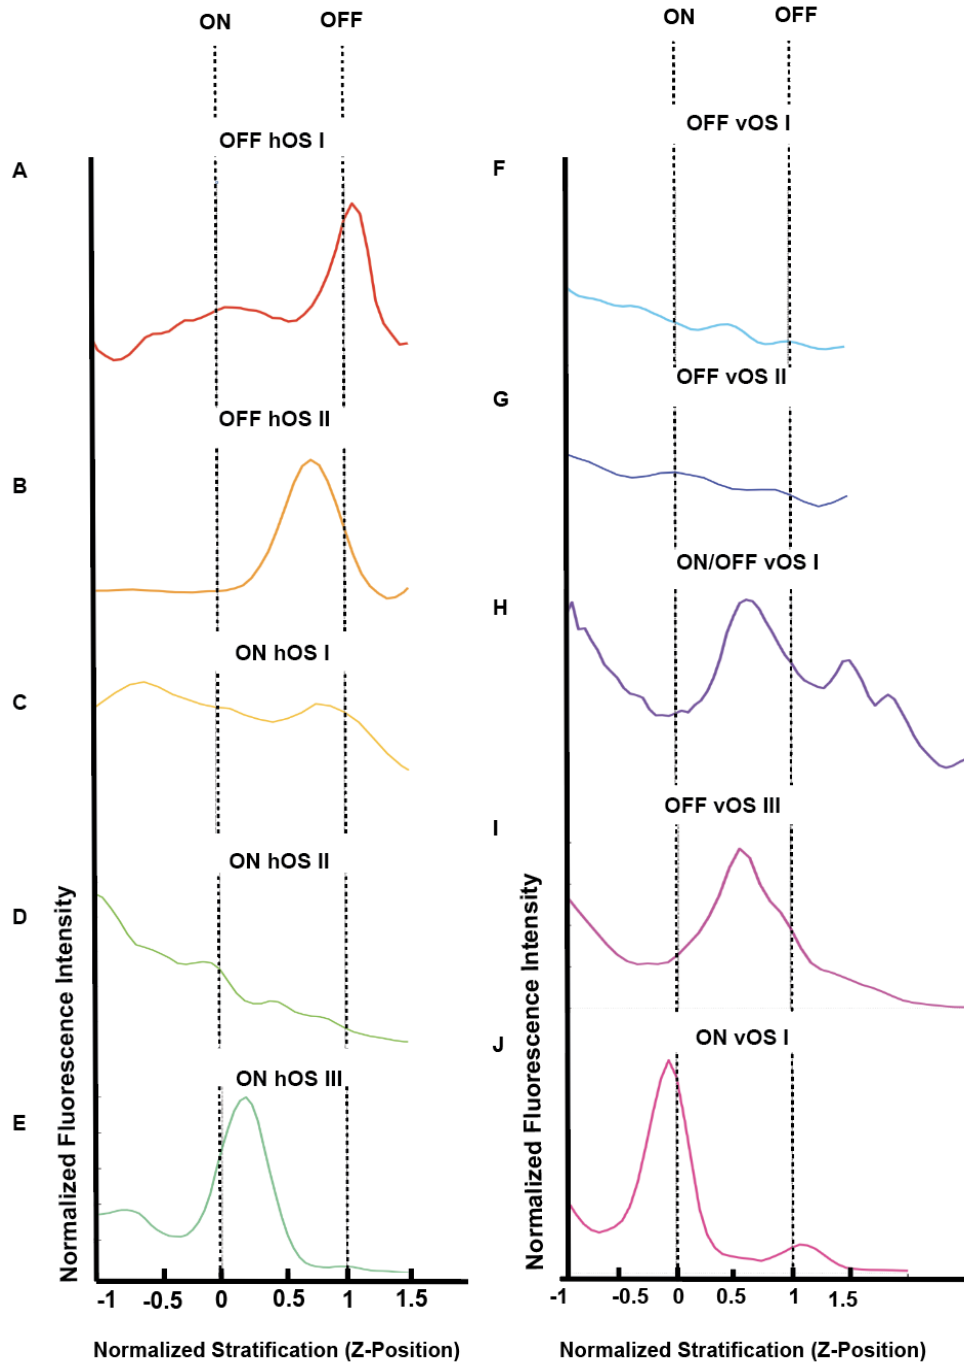 ON
OFF
ON
OFF
OFF hOS I
OFF vOS I
A
F
OFF hOS II
OFF vOS II
B
G
ON hOS I
ON/OFF vOS I
C
H
ON hOS II
OFF vOS III
D
I
ON hOS III
ON vOS I
E
J
Normalized Fluorescence Intensity
Normalized Fluorescence Intensity
-1 -0.5 0 0.5 1 1.5
-1 -0.5 0 0.5 1 1.5
Normalized Stratification (Z-Position)
Normalized Stratification (Z-Position)